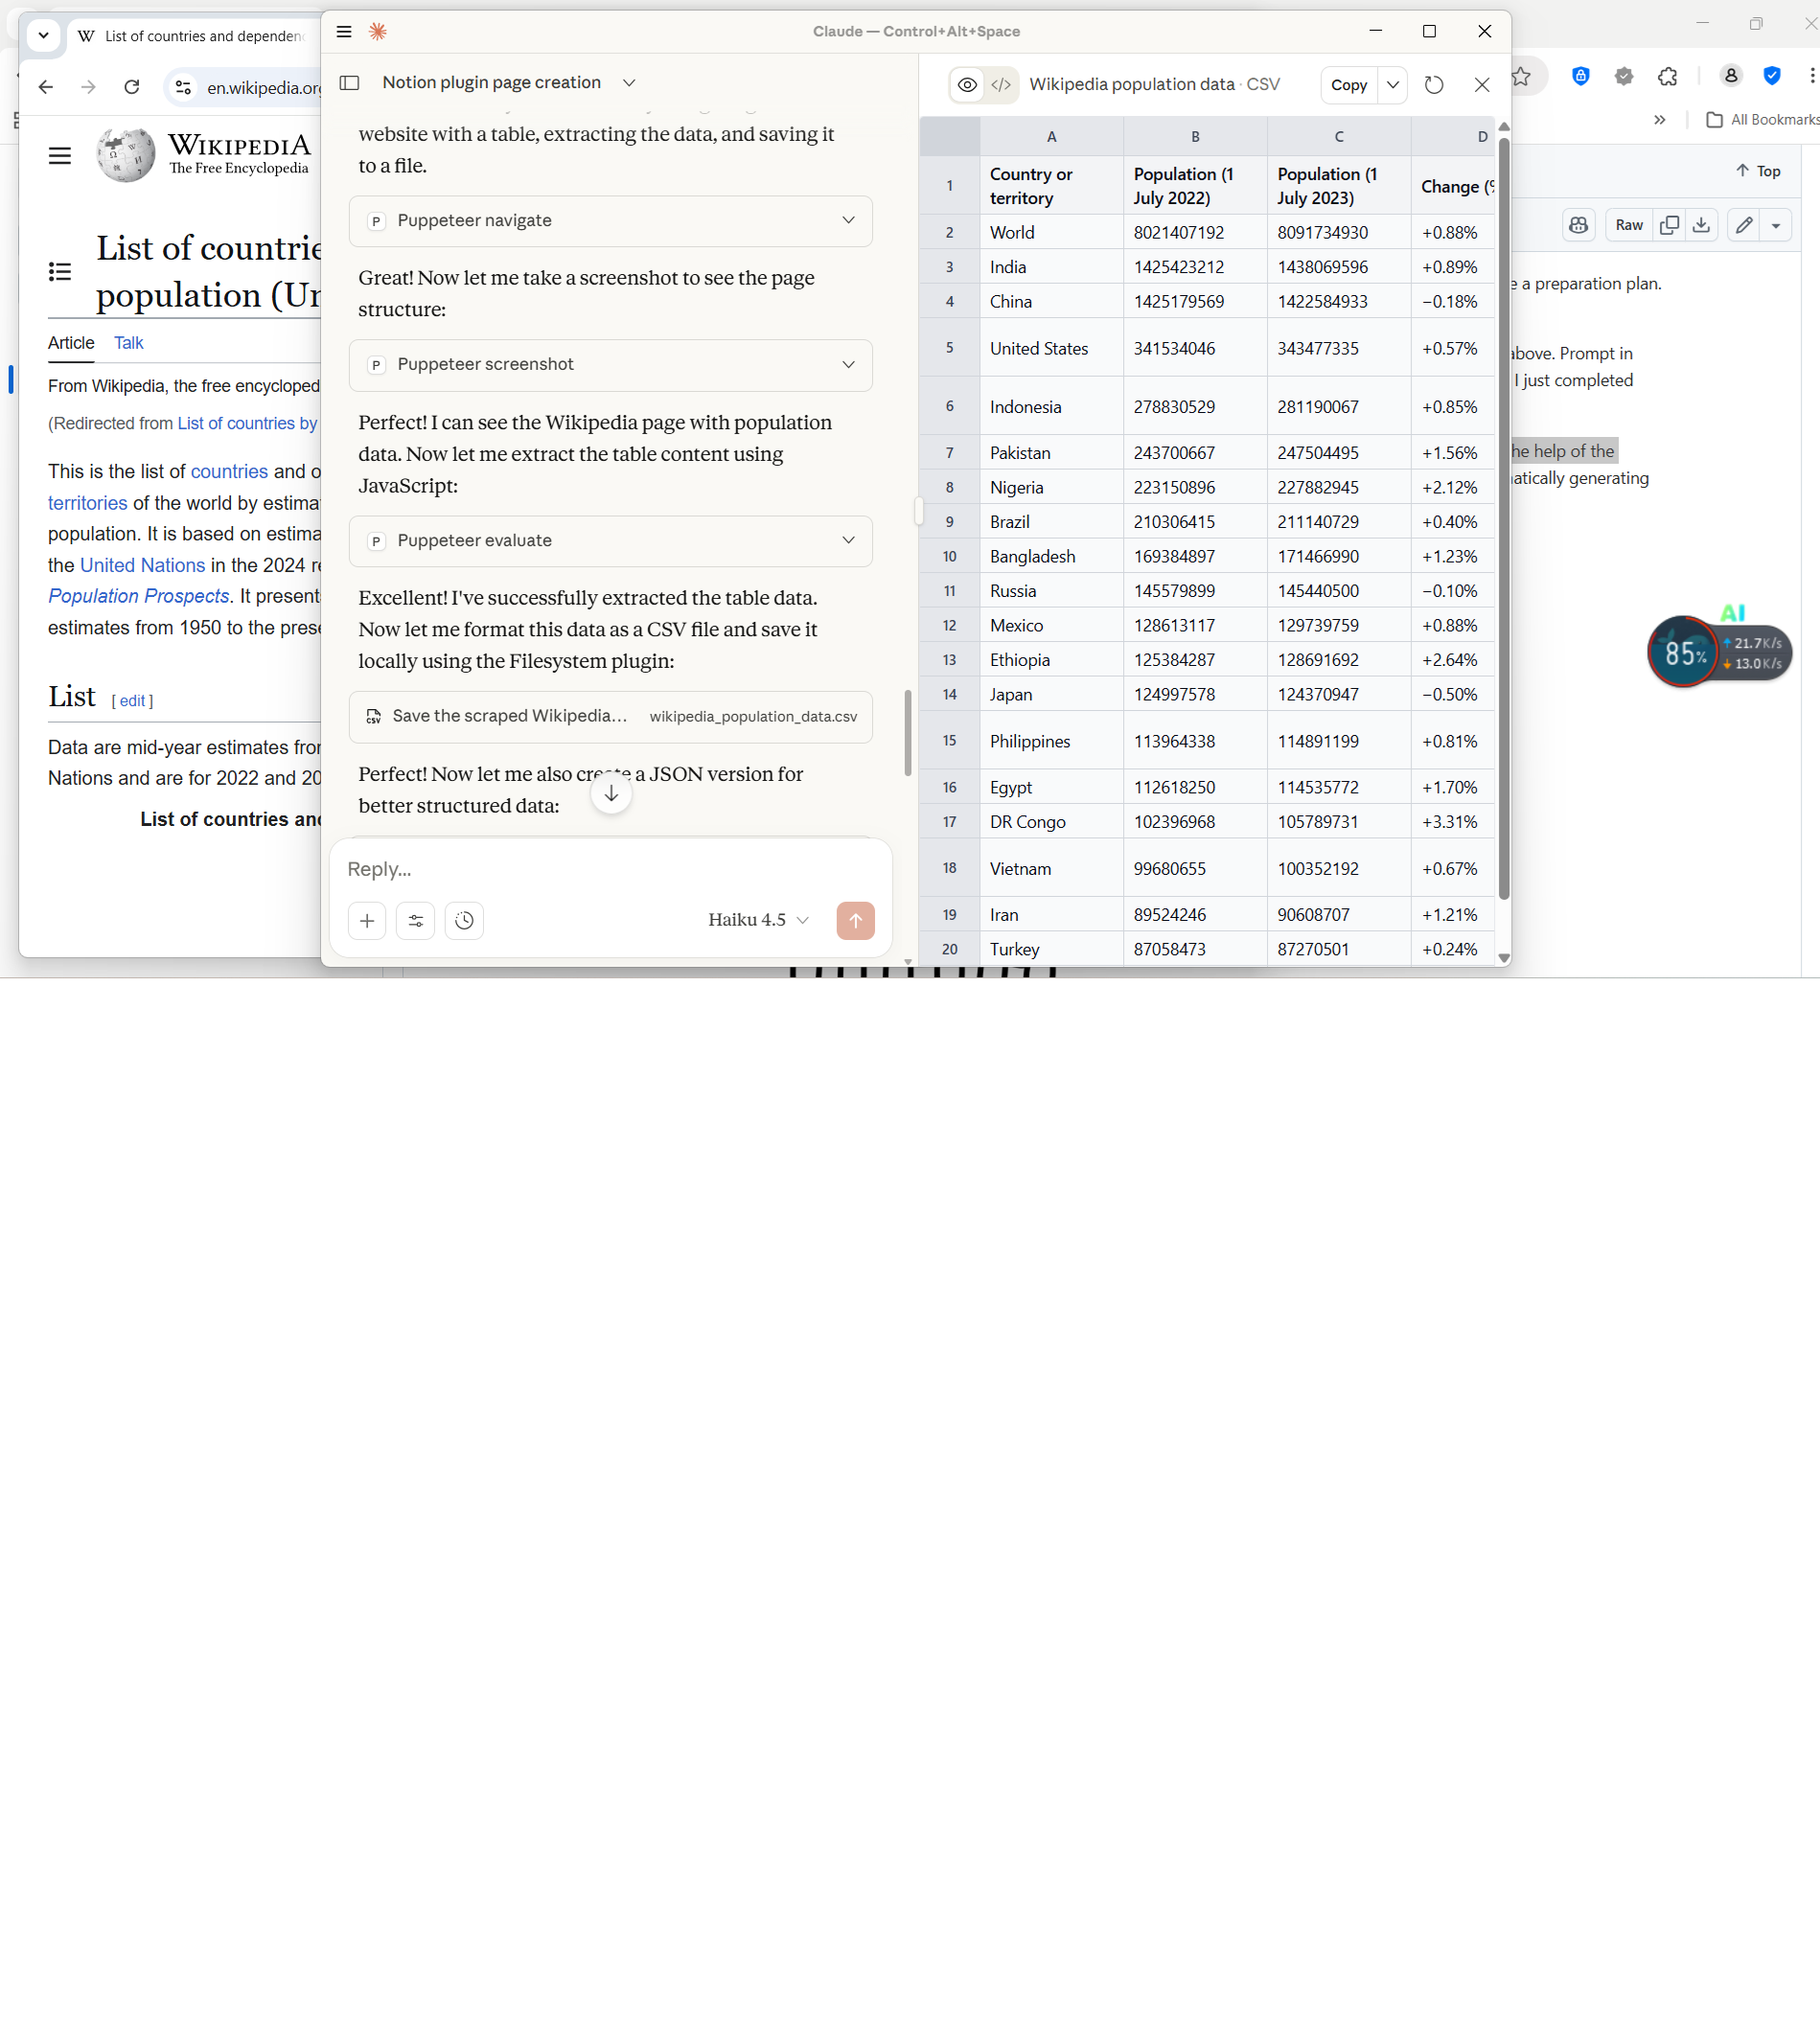 List of countries and dependen
Claude — Control+Alt+Space
en.wikipedia.org
WIKIPEDIA
The Free Encyclopedia
List of countrie
population (Un
Article Talk
From Wikipedia, the free encycloped
(Redirected from List of countries by
This is the list of countries and o
territories of the world by estima
population. It is based on estima
the United Nations in the 2024 re
Population Prospects. It present
estimates from 1950 to the prese
List [ edit ]
Data are mid-year estimates from
Nations and are for 2022 and 20
List of countries and
Notion plugin page creation
website with a table, extracting the data, and saving it
to a file.
P Puppeteer navigate
Great! Now let me take a screenshot to see the page
structure:
P Puppeteer screenshot
Perfect! I can see the Wikipedia page with population
data. Now let me extract the table content using
JavaScript:
P Puppeteer evaluate
Excellent! I've successfully extracted the table data.
Now let me format this data as a CSV file and save it
locally using the Filesystem plugin:
CSV Save the scraped Wikipedia... wikipedia_population_data.csv
Perfect! Now let me also create a JSON version for
better structured data:
Reply...
Haiku 4.5
Wikipedia population data · CSV
Copy
A B C D
1 Country or territory Population (1 July 2022) Population (1 July 2023) Change (%
2 World 8021407192 8091734930 +0.88%
3 India 1425423212 1438069596 +0.89%
4 China 1425179569 1422584933 −0.18%
5 United States 341534046 343477335 +0.57%
6 Indonesia 278830529 281190067 +0.85%
7 Pakistan 243700667 247504495 +1.56%
8 Nigeria 223150896 227882945 +2.12%
9 Brazil 210306415 211140729 +0.40%
10 Bangladesh 169384897 171466990 +1.23%
11 Russia 145579899 145440500 −0.10%
12 Mexico 128613117 129739759 +0.88%
13 Ethiopia 125384287 128691692 +2.64%
14 Japan 124997578 124370947 −0.50%
15 Philippines 113964338 114891199 +0.81%
16 Egypt 112618250 114535772 +1.70%
17 DR Congo 102396968 105789731 +3.31%
18 Vietnam 99680655 100352192 +0.67%
19 Iran 89524246 90608707 +1.21%
20 Turkey 87058473 87270501 +0.24%
All Bookmarks
Top
Raw
e a preparation plan.
above. Prompt in
I just completed
he help of the
atically generating
AI
85%
21.7K/s
13.0K/s